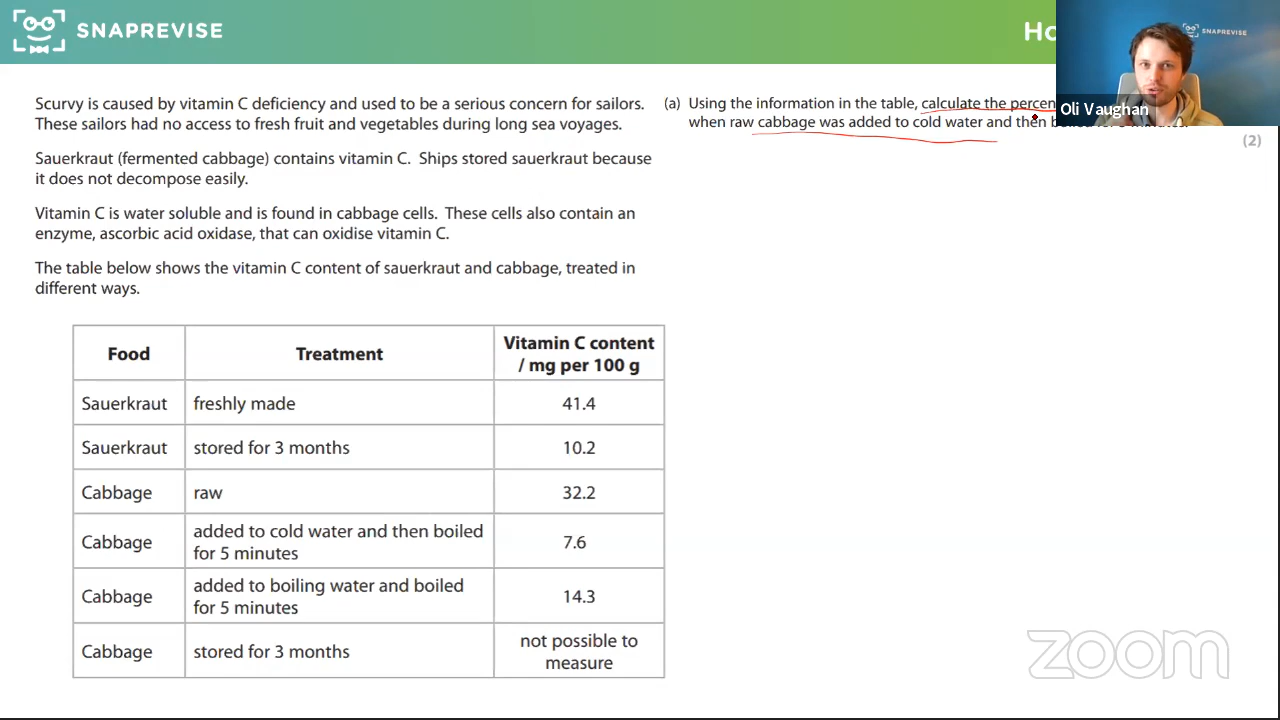 SNAPREVISE
Ho
SNAPREVISE
Oli Vaughan
Scurvy is caused by vitamin C deficiency and used to be a serious concern for sailors.
These sailors had no access to fresh fruit and vegetables during long sea voyages.
Sauerkraut (fermented cabbage) contains vitamin C. Ships stored sauerkraut because
it does not decompose easily.
Vitamin C is water soluble and is found in cabbage cells. These cells also contain an
enzyme, ascorbic acid oxidase, that can oxidise vitamin C.
The table below shows the vitamin C content of sauerkraut and cabbage, treated in
different ways.
Food Treatment Vitamin C content
/ mg per 100 g
Sauerkraut freshly made 41.4
Sauerkraut stored for 3 months 10.2
Cabbage raw 32.2
Cabbage added to cold water and then boiled
for 5 minutes 7.6
Cabbage added to boiling water and boiled
for 5 minutes 14.3
Cabbage stored for 3 months not possible to
measure
(a) Using the information in the table, calculate the percen
when raw cabbage was added to cold water and then
(2)
zoom